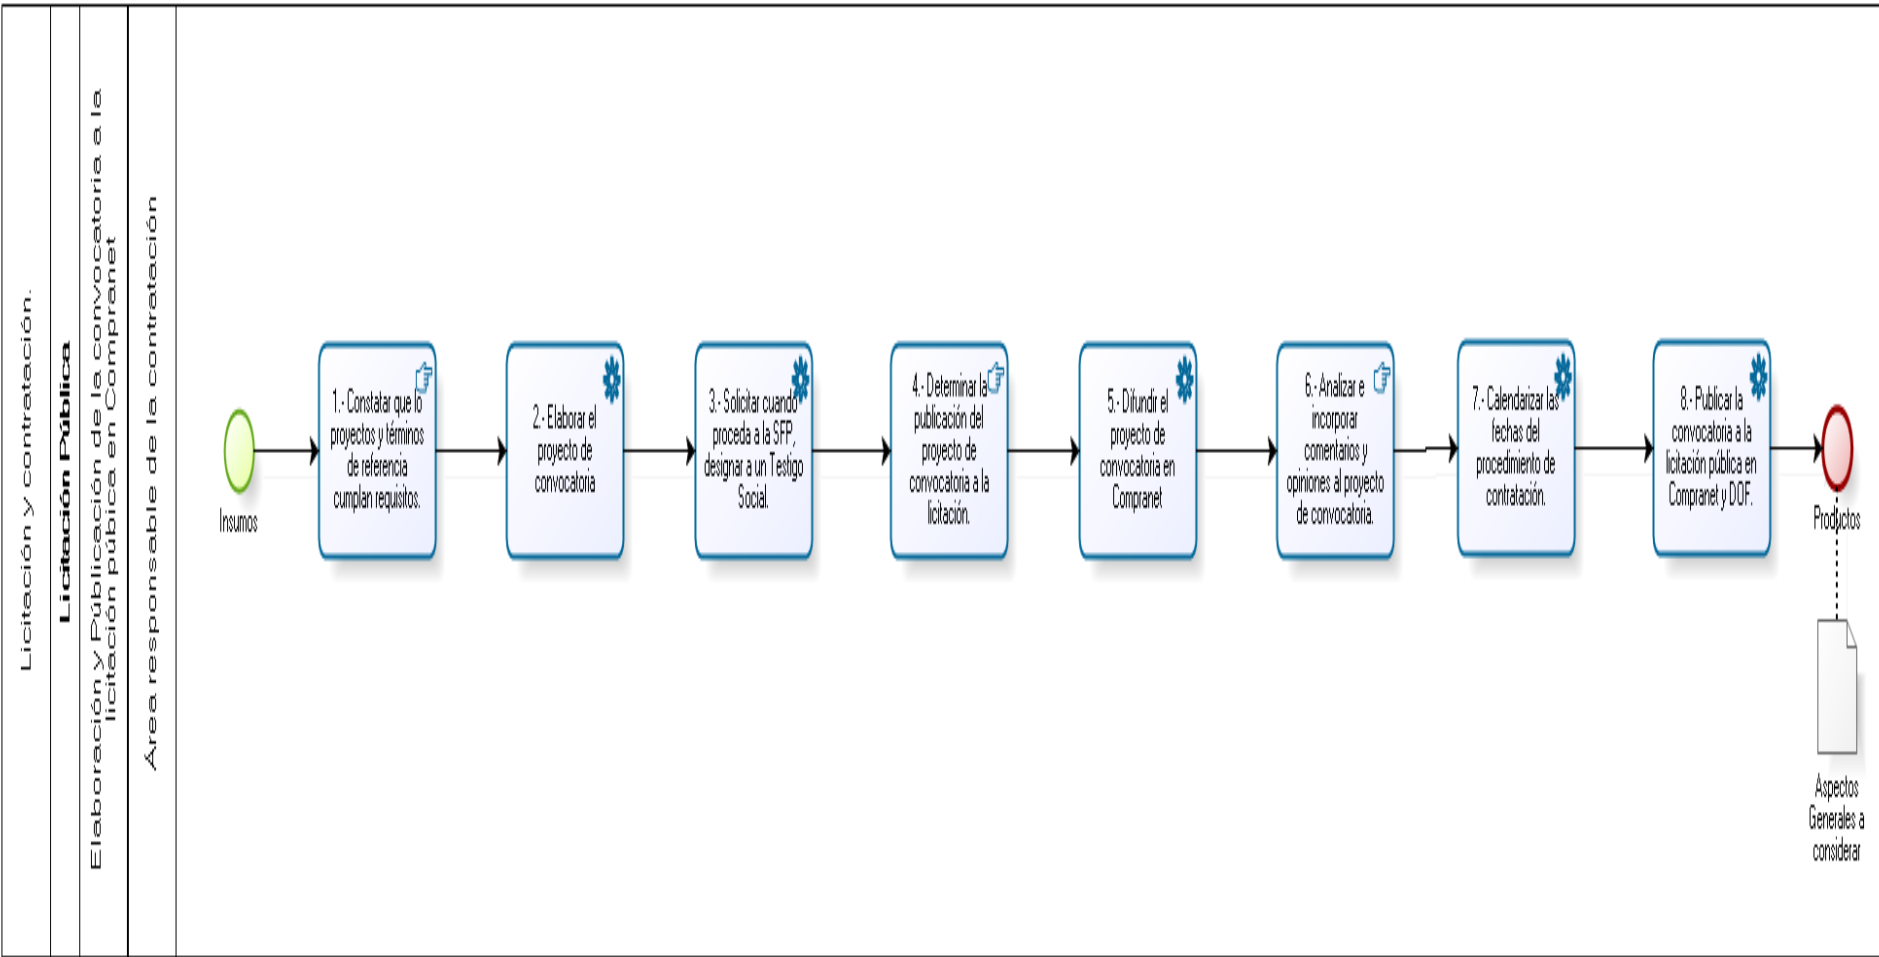 Licitación y contratación.
Licitación Pública
Elaboración y Públicación de la convocatoria a la
licitación púbica en Compranet
Área responsable de la contratación
Insumos
1.- Constatar que lo
proyectos y términos
de referencia
cumplan requisitos.
2.- Elaborar el
proyecto de
convocatoria
3.- Solicitar cuando
proceda a la SFP,
designar a un Testigo
Social.
4.- Determinar la
publicación del
proyecto de
convocatoria a la
licitación.
5.- Difundir el
proyecto de
convocatoria en
Compranet
6.- Analizar e
incorporar
comentarios y
opiniones al proyecto
de convocatoria.
7.- Calendarizar las
fechas del
procedimiento de
contratación.
8.- Publicar la
convocatoria a la
licitación pública en
Compranet y DOF.
Productos
Aspectos
Generales a
considerar